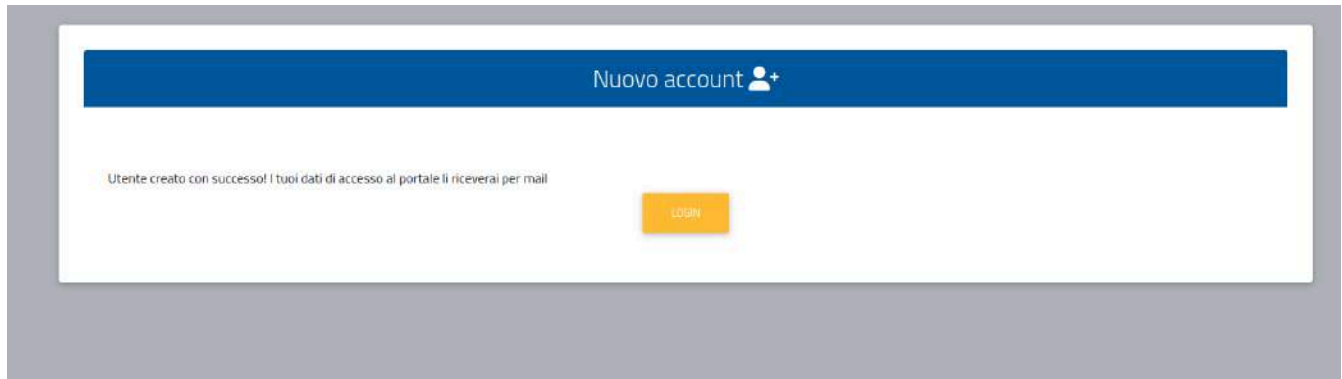 Nuovo account
Utente creato con successo! I tuoi dati di accesso al portale li riceverai per mail
LOGIN